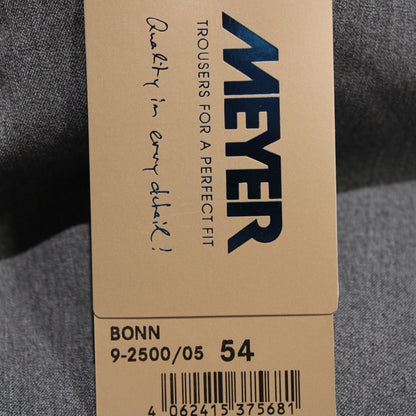 MEYER
TROUSERS FOR A PERFECT FIT
Quality in every detail!
BONN
9-2500/05 54
4 062415 375681